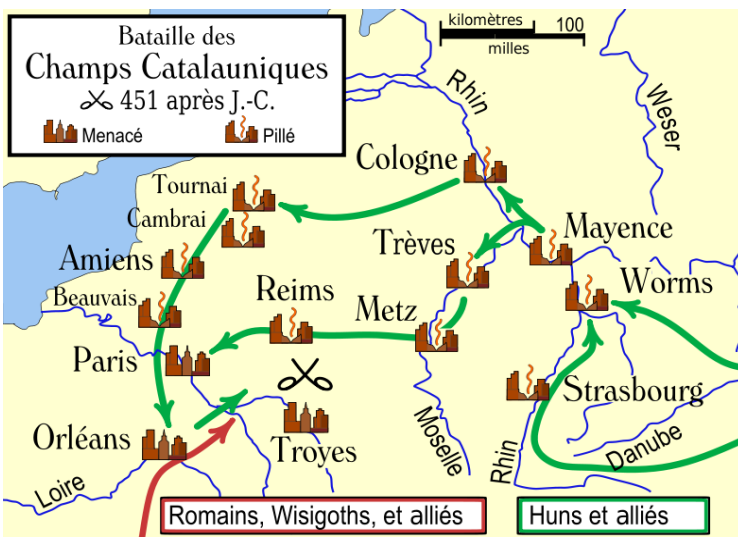 Bataille des
Champs Catalauniques
451 après J.-C.
Menacé
Pillé
kilomètres
100
milles
Rhin
Weser
Cologne
Tournai
Cambrai
Mayence
Trèves
Amiens
Worms
Reims
Beauvais
Metz
Paris
Strasbourg
Orléans
Troyes
Moselle
Danube
Rhin
Loire
Romains, Wisigoths, et alliés
Huns et alliés